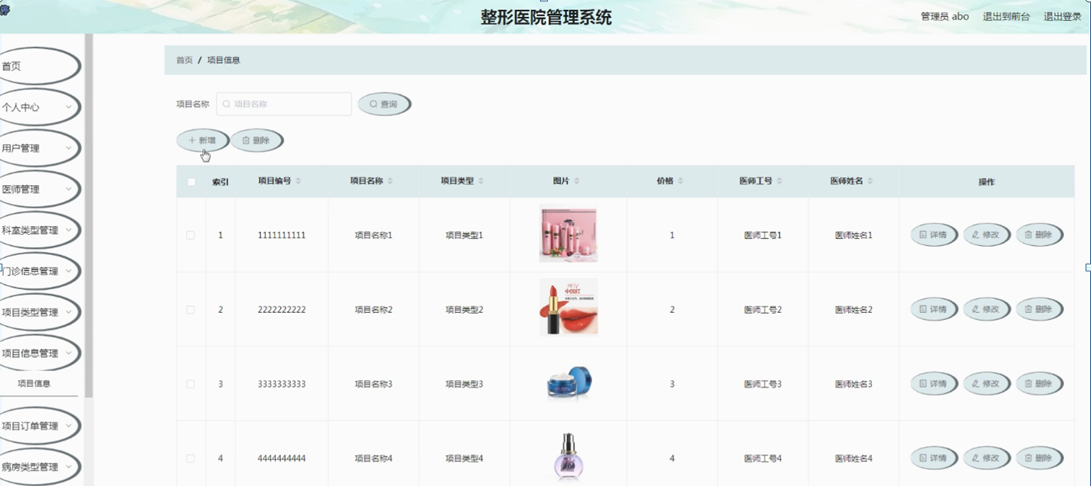 整形医院管理系统
管理员 abo 退出到前台 退出登录
首页
个人中心
用户管理
医师管理
科室类型管理
门诊信息管理
项目类型管理
项目信息管理
项目信息
项目订单管理
病房类型管理
首页 / 项目信息
项目名称 项目名称 查询
新增 删除
索引 项目编号 项目名称 项目类型 图片 价格 医师工号 医师姓名 操作
1 1111111111 项目名称1 项目类型1 1 医师工号1 医师姓名1 详情 修改 删除
2 2222222222 项目名称2 项目类型2 2 医师工号2 医师姓名2 详情 修改 删除
3 3333333333 项目名称3 项目类型3 3 医师工号3 医师姓名3 详情 修改 删除
4 4444444444 项目名称4 项目类型4 4 医师工号4 医师姓名4 详情 修改 删除